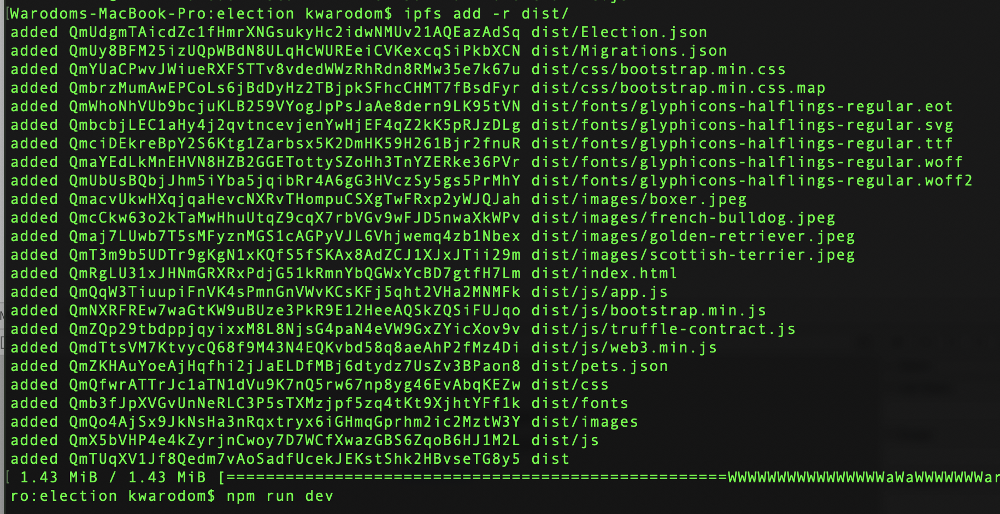 Warodoms-MacBook-Pro:election kwarodom$ ipfs add -r dist/
added QmUdgmTAicdZc1fHmrXNGsukyHc2idwNMUv21AQEazAdSq dist/Election.json
added QmUy8BFM25izUQpWBdN8ULqHcWUREeiCVKexcqSiPkbXCN dist/Migrations.json
added QmYUaCPwvJWiueRXFSTTv8vdedWWzRhRdn8RMw35e7k67u dist/css/bootstrap.min.css
added QmbrzMumAwEPCoLs6jBdDyHz2TBjpkSFhcCHMT7fBsdFyr dist/css/bootstrap.min.css.map
added QmWhoNhVUb9bcjuKLB259VYogJpPsJaAe8dern9LK95tVN dist/fonts/glyphicons-halflings-regular.eot
added QmbcbjLEC1aHy4j2qvtncevjenYwHjEF4qZ2kK5pRJzDLg dist/fonts/glyphicons-halflings-regular.svg
added QmciDEkreBpY2S6Ktg1Zarbsx5K2DmHK59H261Bjr2fnuR dist/fonts/glyphicons-halflings-regular.ttf
added QmaYEdLkMnEHVN8HZB2GGETottySZoHh3TnYZERke36PVr dist/fonts/glyphicons-halflings-regular.woff
added QmUbUsBQbjJhm5iYba5jqibRr4A6gG3HVczSy5gs5PrMhY dist/fonts/glyphicons-halflings-regular.woff2
added QmacvUkwHXqjqaHevcNXRvTHompuCSXgTwFRxp2yWJQJah dist/images/boxer.jpeg
added QmcCkw63o2kTaMwHhuUtqZ9cqX7rbVGv9wFJD5nwaXkWPv dist/images/french-bulldog.jpeg
added Qmaj7LUwb7T5sMFyznMGS1cAGPyVJL6Vhjwemq4zb1Nbex dist/images/golden-retriever.jpeg
added QmT3m9b5UDTr9gKgN1xKQfS5fSKAx8AdZCJ1XJxJTii29m dist/images/scottish-terrier.jpeg
added QmRgLU31xJHNmGRXRxPdjG51kRmnYbQGWxYcBD7gtfH7Lm dist/index.html
added QmQqW3TiuupiFnVK4sPmnGnVWvKCsKFj5qht2VHa2MNMFk dist/js/app.js
added QmNXRFREw7waGtKW9uBUze3PkR9E12HeeAQSkZQSiFUJqo dist/js/bootstrap.min.js
added QmZQp29tbdppjqyixxM8L8NjsG4paN4eVW9GxZYicXov9v dist/js/truffle-contract.js
added QmdTtsVM7KtvycQ68f9M43N4EQKvbd58q8aeAhP2fMz4Di dist/js/web3.min.js
added QmZKHAuYoeAjHqfhi2jJaELDfMBj6dtydz7UsZv3BPaon8 dist/pets.json
added QmQfwrATTrJc1aTN1dVu9K7nQ5rw67np8yg46EvAbqKEZw dist/css
added Qmb3fJpXVGvUnNeRLC3P5sTXMzjpf5zq4tKt9XjhtYFf1k dist/fonts
added QmQo4AjSx9JkNsHa3nRqxtryx6iGHmqGprhm2ic2MztW3Y dist/images
added QmX5bVHP4e4kZyrjnCwoy7D7WCfXwazGBS6ZqoB6HJ1M2L dist/js
added QmTUqXV1Jf8Qedm7vAoSadfUcekJEKstShk2HBvseTG8y5 dist
1.43 MiB / 1.43 MiB [===================================================WWWWWWWWWWWWWWWWaWaWWWWWWWar
ro:election kwarodom$ npm run dev